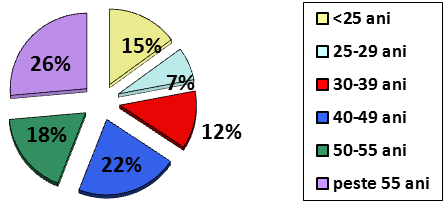 15%
7%
12%
22%
18%
26%
<25 ani
25-29 ani
30-39 ani
40-49 ani
50-55 ani
peste 55 ani